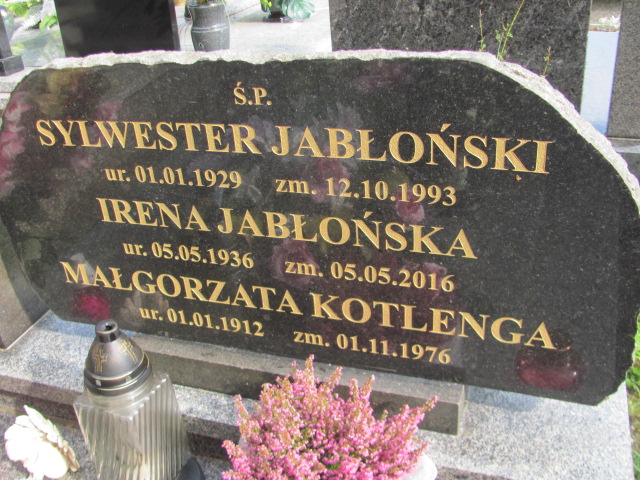 Ś.P.
SYLWESTER JABŁOŃSKI
ur. 01.01.1929 zm. 12.10.1993
IRENA JABŁOŃSKA
ur. 05.05.1936 zm. 05.05.2016
MAŁGORZATA KOTLENGA
ur. 01.01.1912 zm. 01.11.1976